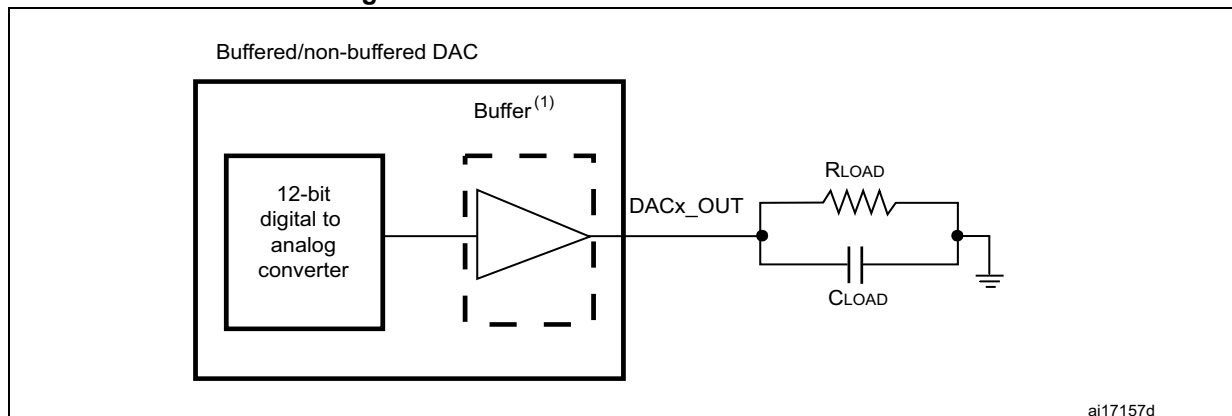 Buffered/non-buffered DAC
Buffer(1)
12-bit
digital to
analog
converter
DACx_OUT
RLOAD
CLOAD
ai17157d